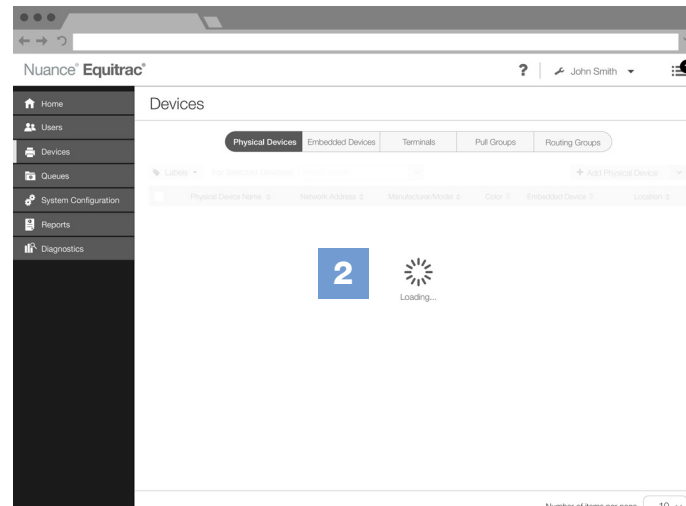 Nuance® Equitrac®
? John Smith
Home
Devices
Users
Physical Devices Embedded Devices Terminals Pull Groups Routing Groups
Devices
Labels + Add Physical Device
Queues
System Configuration
Physical Device Name Network Address Manufacturer/Model Color Embedded Device Location
Reports
Diagnostics
2
Loading...
Number of items per page 10